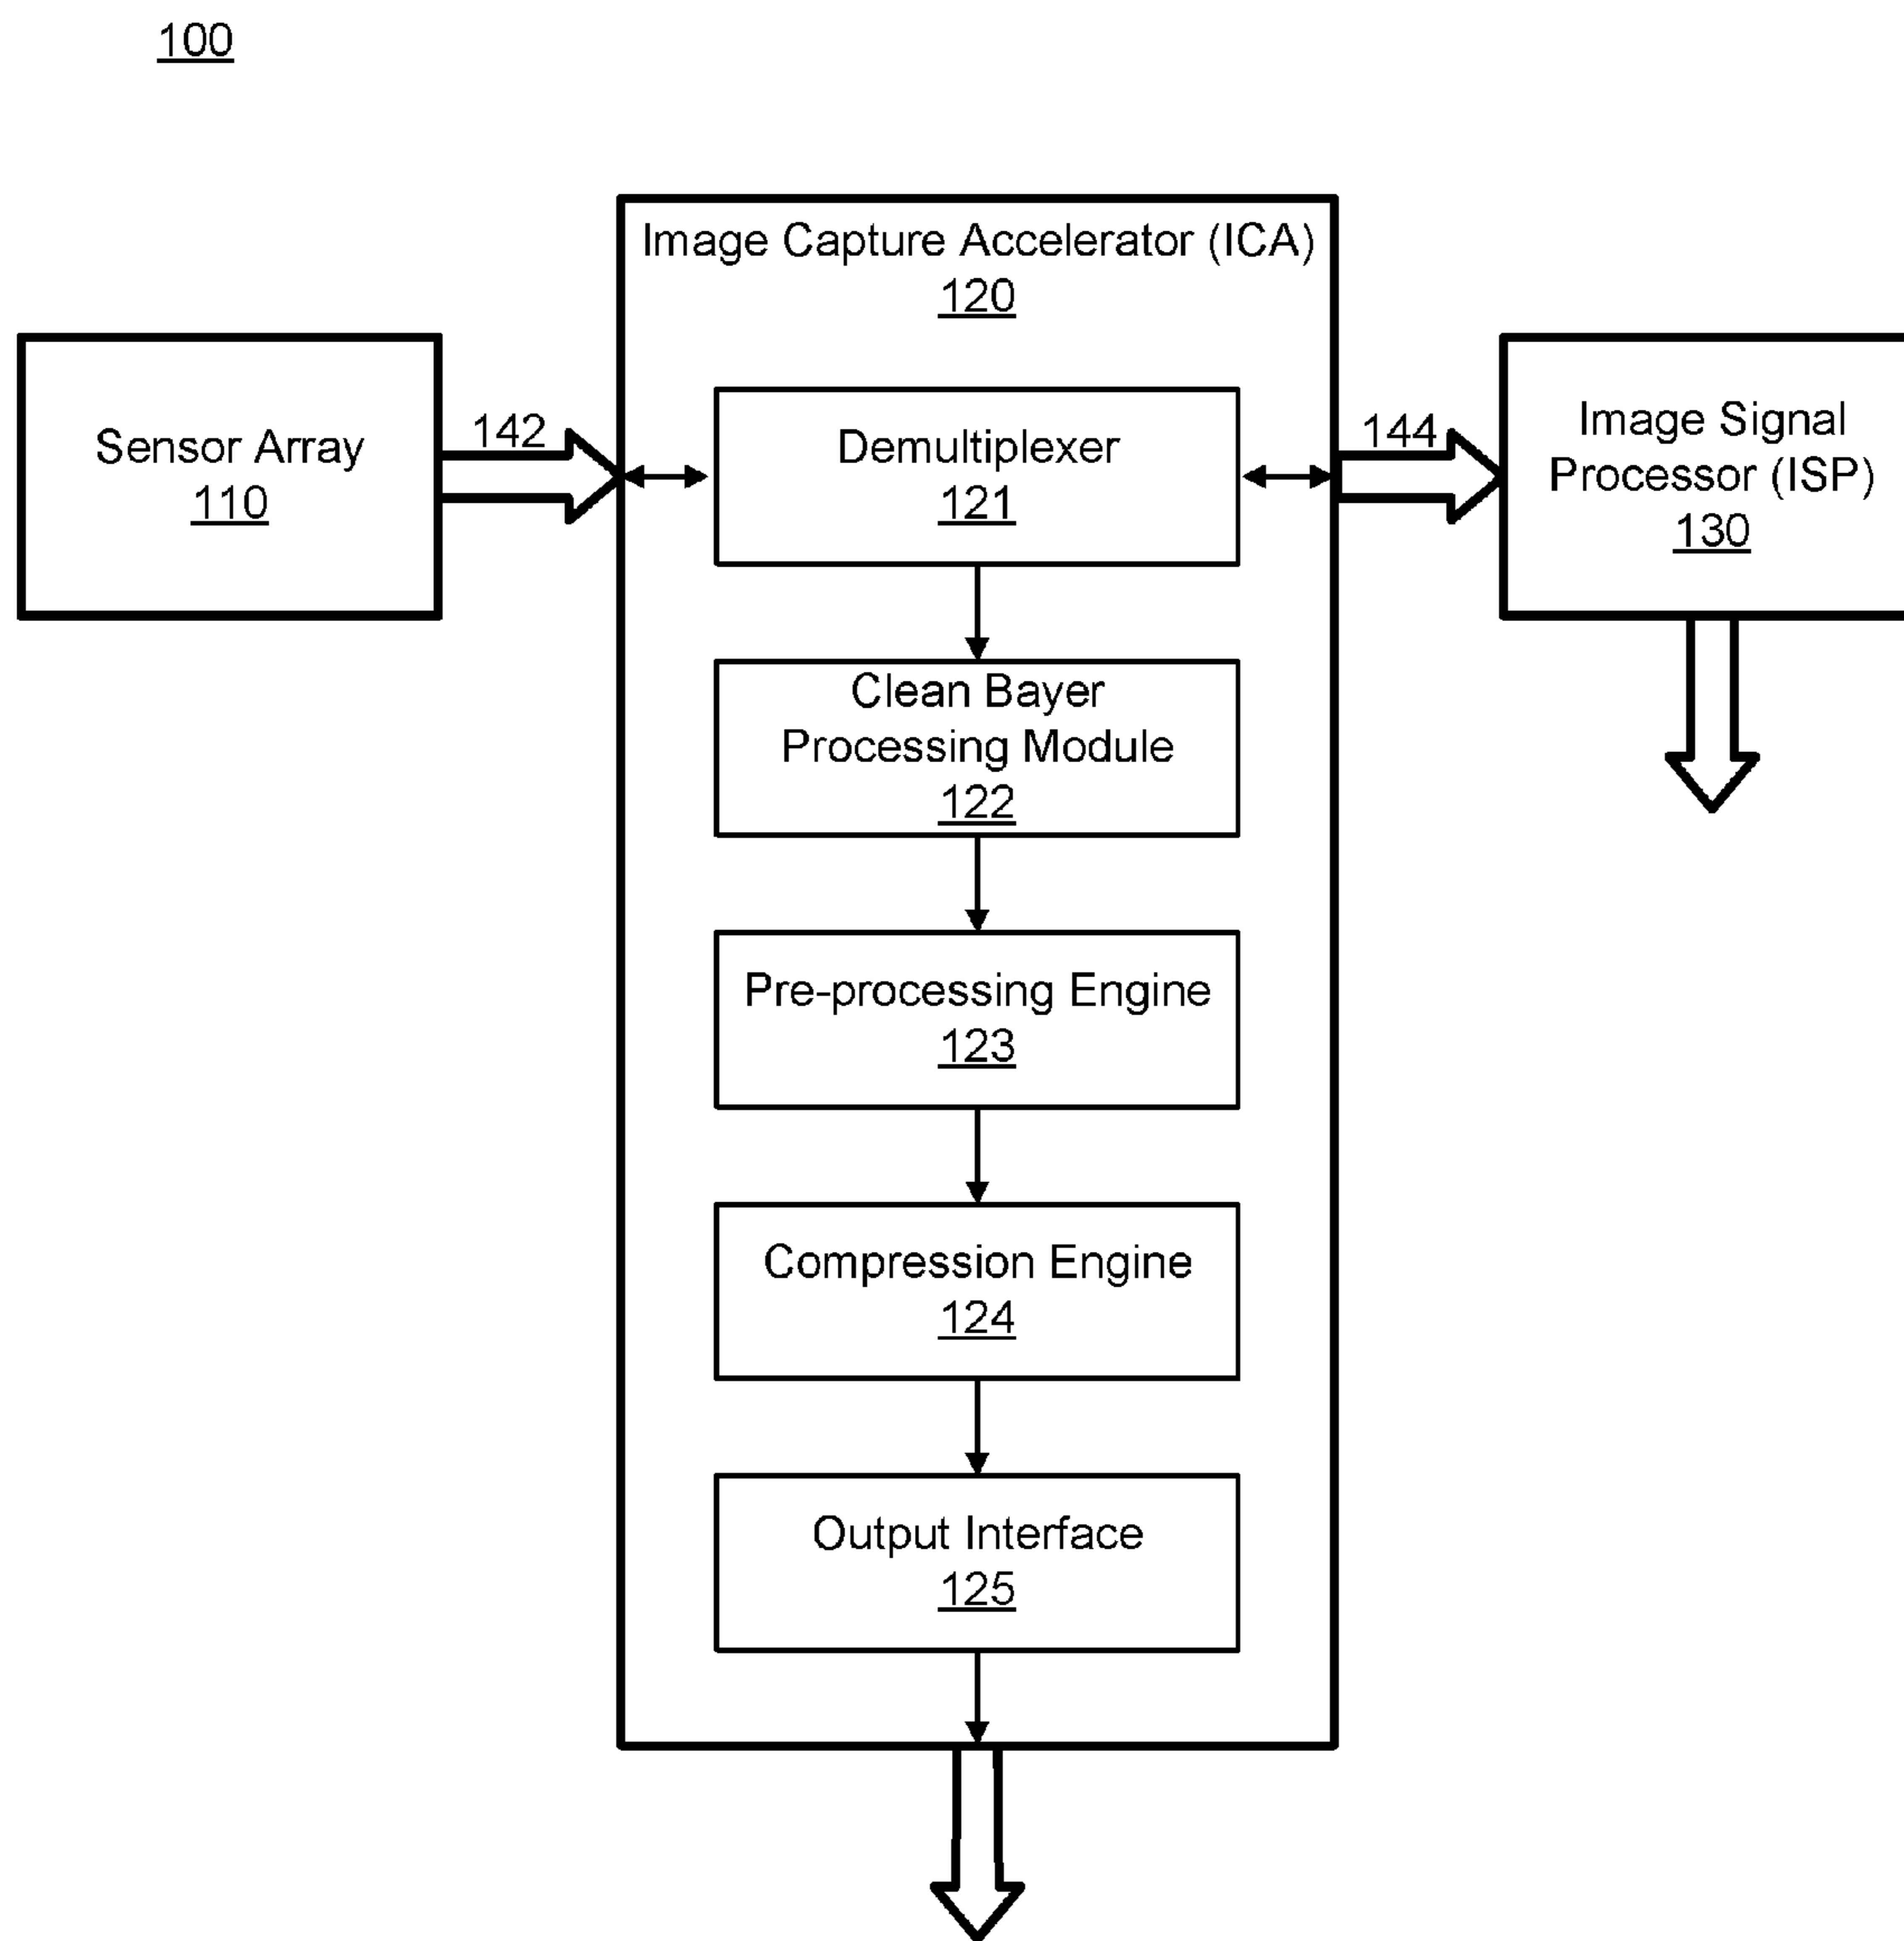 100
Image Capture Accelerator (ICA)
120
Sensor Array
110
142
Demultiplexer
121
144
Image Signal
Processor (ISP)
130
Clean Bayer
Processing Module
122
Pre-processing Engine
123
Compression Engine
124
Output Interface
125